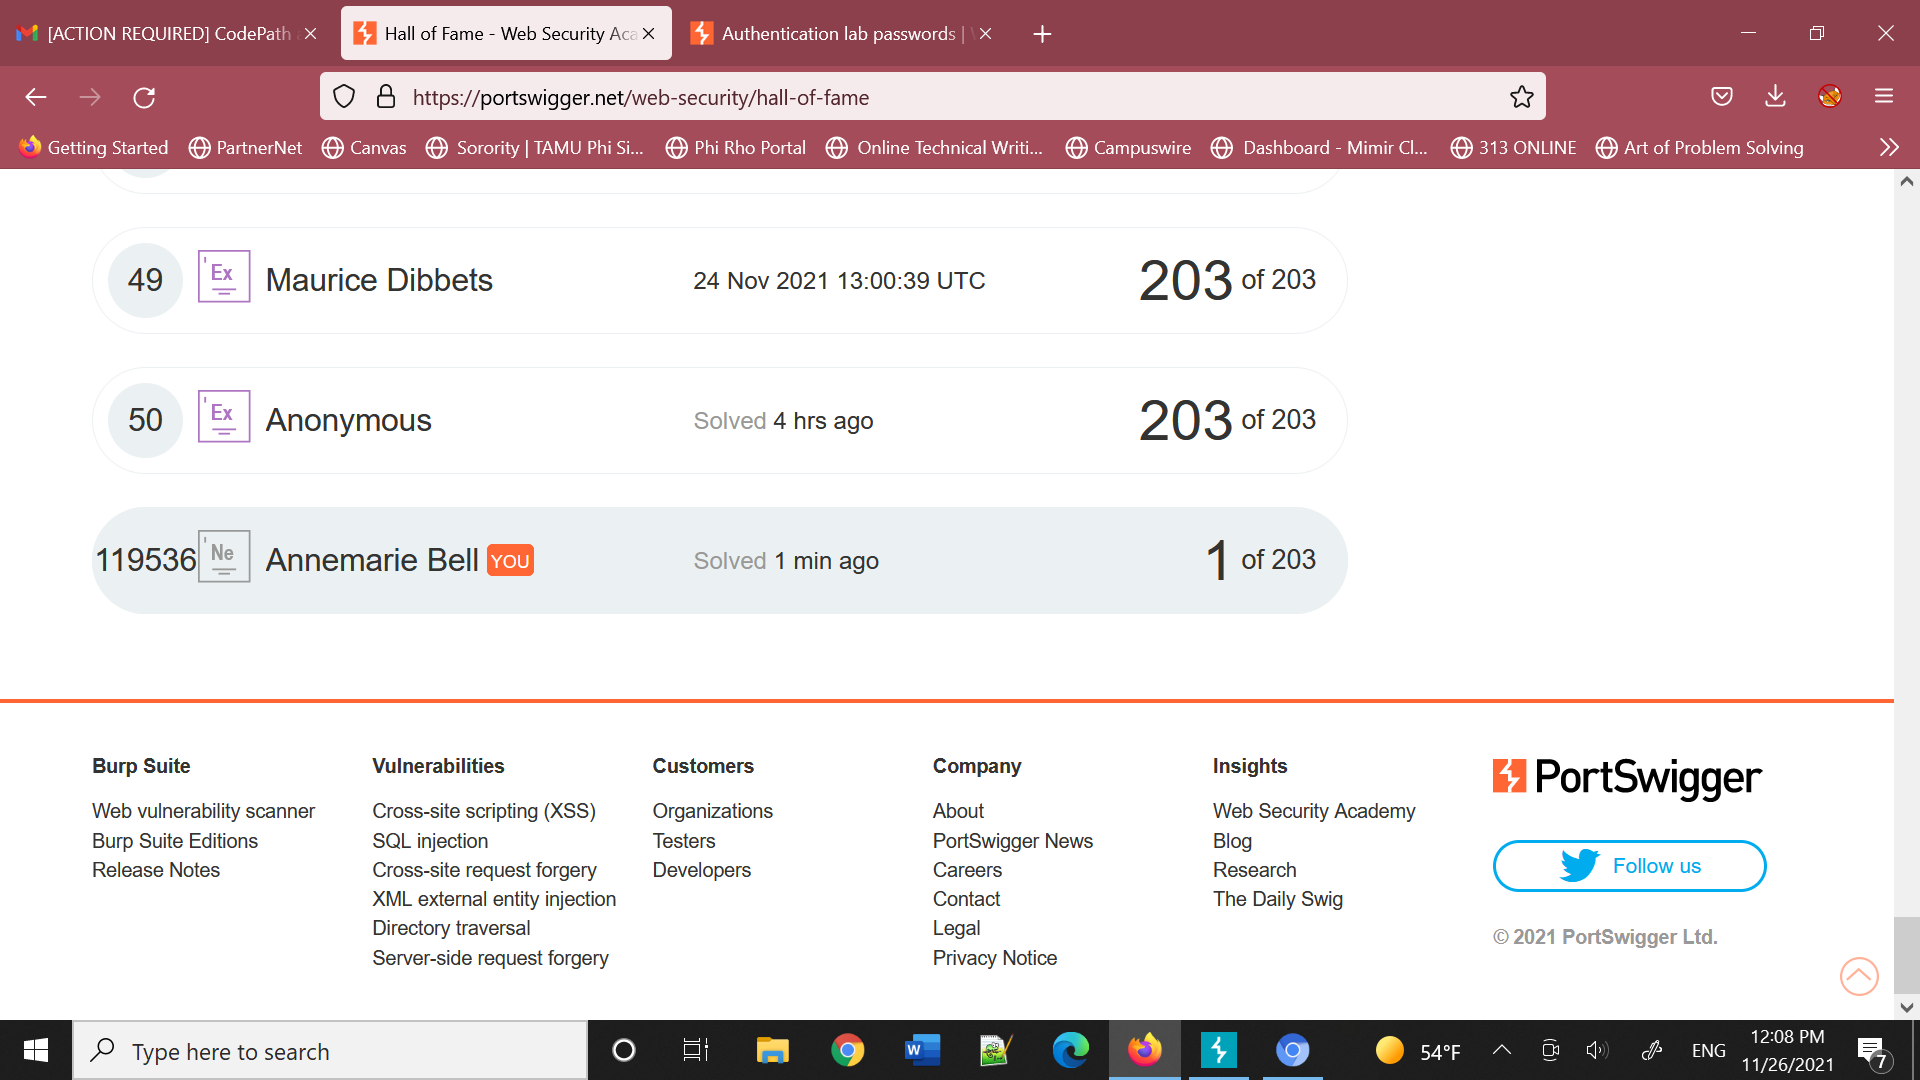 [ACTION REQUIRED] CodePath
Hall of Fame - Web Security Aca
Authentication lab passwords |
https://portswigger.net/web-security/hall-of-fame
Getting Started
PartnerNet
Canvas
Sorority | TAMU Phi Si...
Phi Rho Portal
Online Technical Writi...
Campuswire
Dashboard - Mimir Cl...
313 ONLINE
Art of Problem Solving
49 Ex Maurice Dibbets 24 Nov 2021 13:00:39 UTC 203 of 203
50 Ex Anonymous Solved 4 hrs ago 203 of 203
119536 Ne Annemarie Bell YOU Solved 1 min ago 1 of 203
Burp Suite
Web vulnerability scanner
Burp Suite Editions
Release Notes
Vulnerabilities
Cross-site scripting (XSS)
SQL injection
Cross-site request forgery
XML external entity injection
Directory traversal
Server-side request forgery
Customers
Organizations
Testers
Developers
Company
About
PortSwigger News
Careers
Contact
Legal
Privacy Notice
Insights
Web Security Academy
Blog
Research
The Daily Swig
PortSwigger
Follow us
© 2021 PortSwigger Ltd.
Type here to search
W
54°F
ENG
12:08 PM
11/26/2021
7